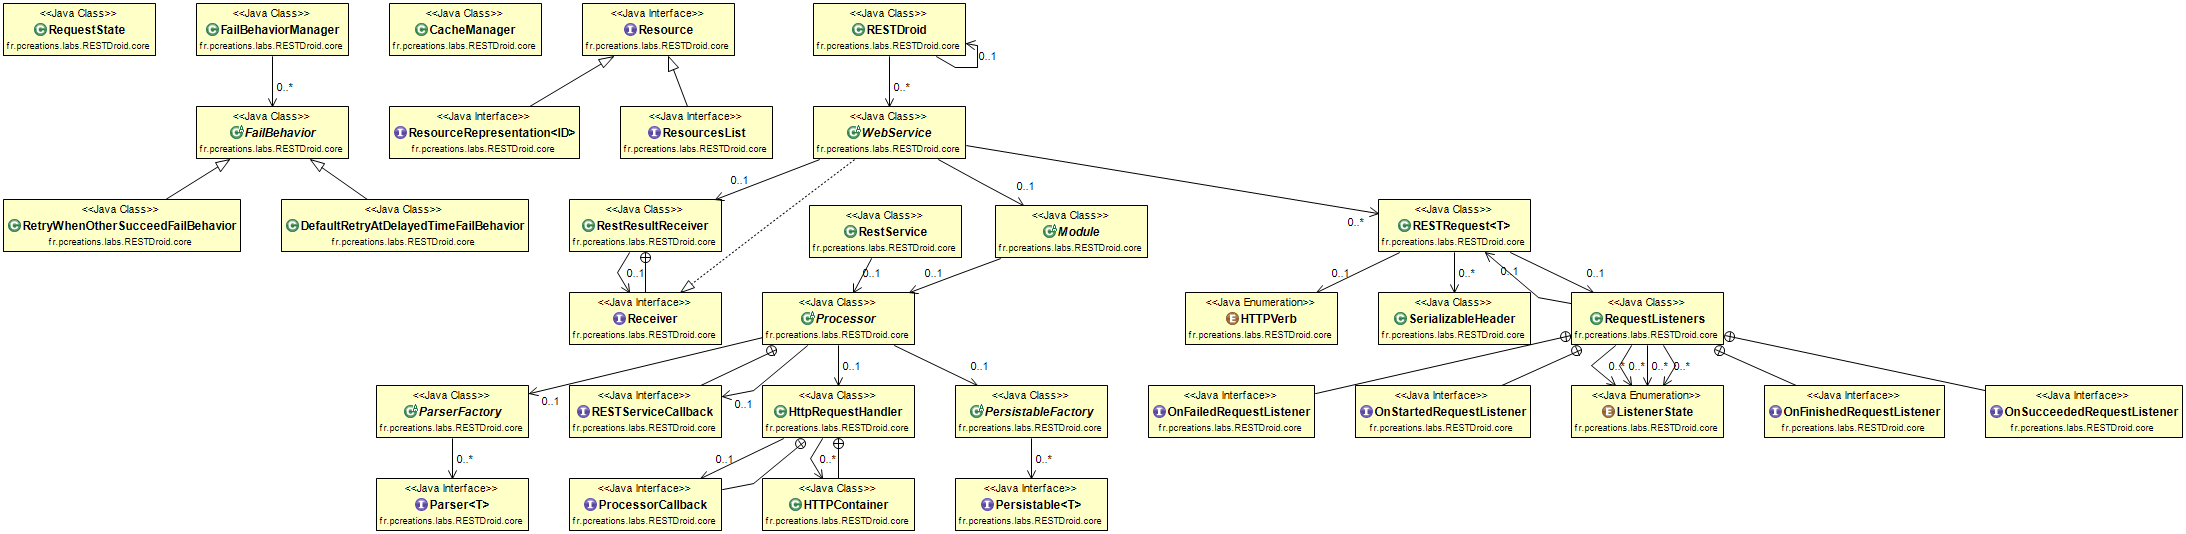 <<Java Class>>
RequestState
fr.pcreations.labs.RESTDroid.core
<<Java Class>>
FailBehaviorManager
fr.pcreations.labs.RESTDroid.core
<<Java Class>>
CacheManager
fr.pcreations.labs.RESTDroid.core
<<Java Interface>>
Resource
fr.pcreations.labs.RESTDroid.core
<<Java Class>>
RESTDroid
fr.pcreations.labs.RESTDroid.core
0..1
0..*
0..*
<<Java Class>>
FailBehavior
fr.pcreations.labs.RESTDroid.core
<<Java Interface>>
ResourceRepresentation<ID>
fr.pcreations.labs.RESTDroid.core
<<Java Interface>>
ResourcesList
fr.pcreations.labs.RESTDroid.core
<<Java Class>>
WebService
fr.pcreations.labs.RESTDroid.core
0..1
0..1
0..*
<<Java Class>>
RetryWhenOtherSucceedFailBehavior
fr.pcreations.labs.RESTDroid.core
<<Java Class>>
DefaultRetryAtDelayedTimeFailBehavior
fr.pcreations.labs.RESTDroid.core
<<Java Class>>
RestResultReceiver
fr.pcreations.labs.RESTDroid.core
<<Java Class>>
RestService
fr.pcreations.labs.RESTDroid.core
<<Java Class>>
Module
fr.pcreations.labs.RESTDroid.core
<<Java Class>>
RESTRequest<T>
fr.pcreations.labs.RESTDroid.core
0..1
0..1
0..1
0..1
0..*
0..1
0..1
<<Java Interface>>
Receiver
fr.pcreations.labs.RESTDroid.core
<<Java Class>>
Processor
fr.pcreations.labs.RESTDroid.core
<<Java Enumeration>>
HTTPVerb
fr.pcreations.labs.RESTDroid.core
<<Java Class>>
SerializableHeader
fr.pcreations.labs.RESTDroid.core
<<Java Class>>
RequestListeners
fr.pcreations.labs.RESTDroid.core
0..1
0..1
0..1
0..1
0..*
0..*
0..*
0..*
<<Java Class>>
ParserFactory
fr.pcreations.labs.RESTDroid.core
<<Java Interface>>
RESTServiceCallback
fr.pcreations.labs.RESTDroid.core
<<Java Class>>
HttpRequestHandler
fr.pcreations.labs.RESTDroid.core
<<Java Class>>
PersistableFactory
fr.pcreations.labs.RESTDroid.core
<<Java Interface>>
OnFailedRequestListener
fr.pcreations.labs.RESTDroid.core
<<Java Interface>>
OnStartedRequestListener
fr.pcreations.labs.RESTDroid.core
<<Java Enumeration>>
ListenerState
fr.pcreations.labs.RESTDroid.core
<<Java Interface>>
OnFinishedRequestListener
fr.pcreations.labs.RESTDroid.core
<<Java Interface>>
OnSucceededRequestListener
fr.pcreations.labs.RESTDroid.core
0..*
0..1
0..*
0..*
<<Java Interface>>
Parser<T>
fr.pcreations.labs.RESTDroid.core
<<Java Interface>>
ProcessorCallback
fr.pcreations.labs.RESTDroid.core
<<Java Class>>
HTTPContainer
fr.pcreations.labs.RESTDroid.core
<<Java Interface>>
Persistable<T>
fr.pcreations.labs.RESTDroid.core